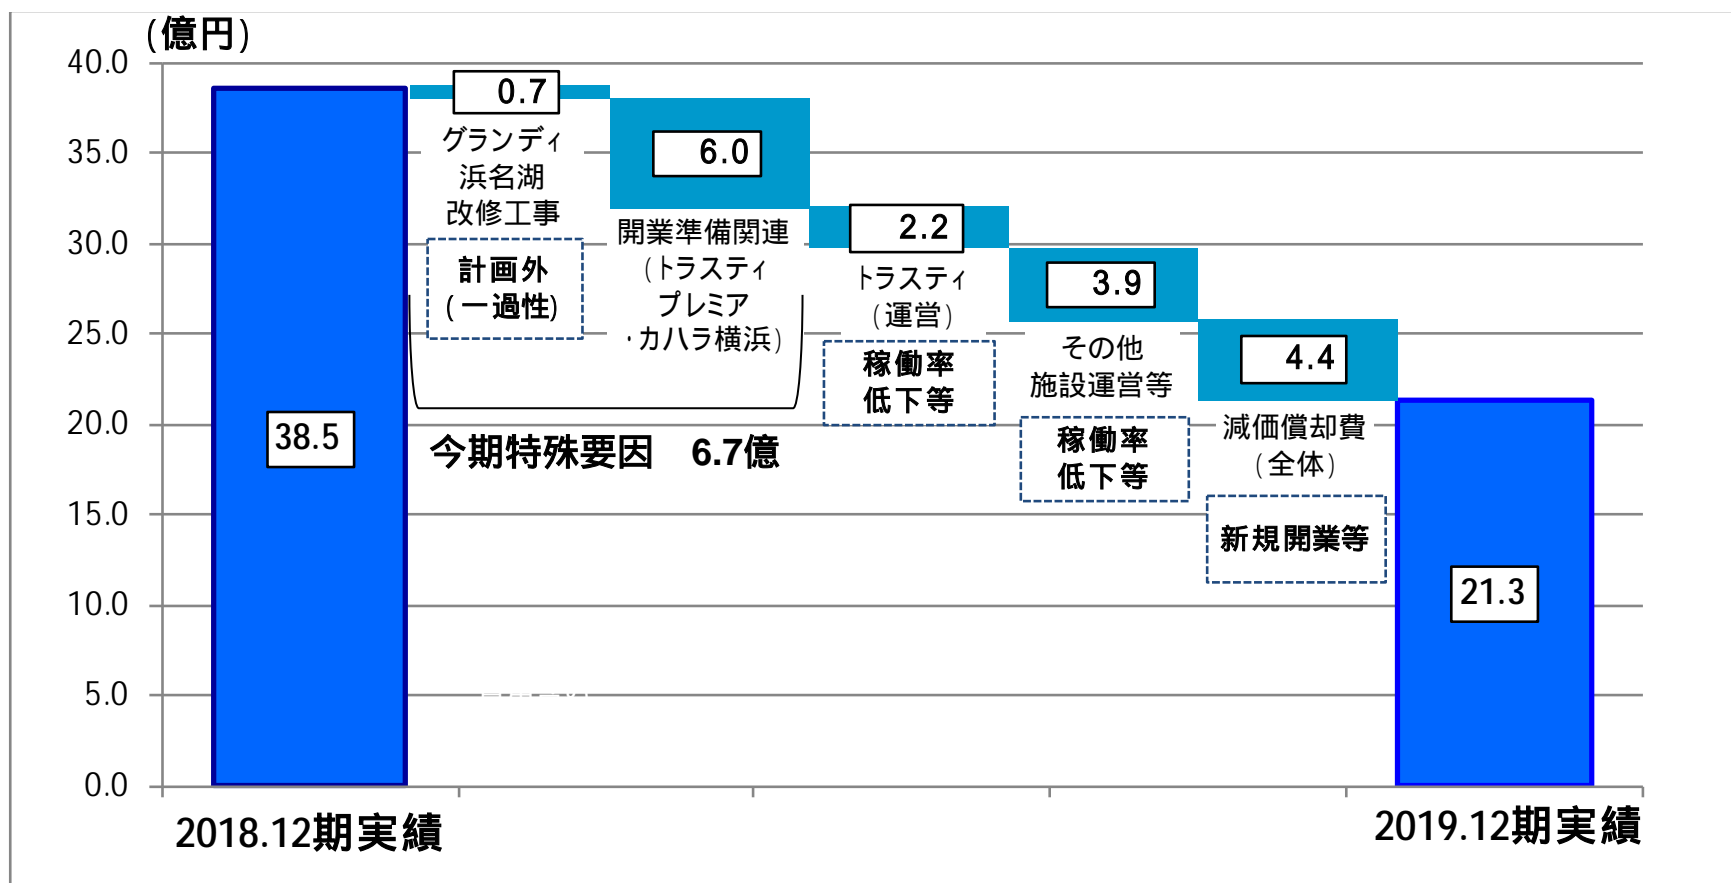 (億円)
40.0
35.0
30.0
25.0
20.0
15.0
10.0
5.0
0.0
38.5
0.7
グランディ
浜名湖
改修工事
計画外
(一過性)
6.0
開業準備関連
(トラスティ
プレミア
・カハラ横浜)
今期特殊要因 6.7億
2.2
トラスティ
(運営)
稼働率
低下等
3.9
その他
施設運営等
稼働率
低下等
4.4
減価償却費
(全体)
新規開業等
21.3
2018.12期実績
2019.12期実績